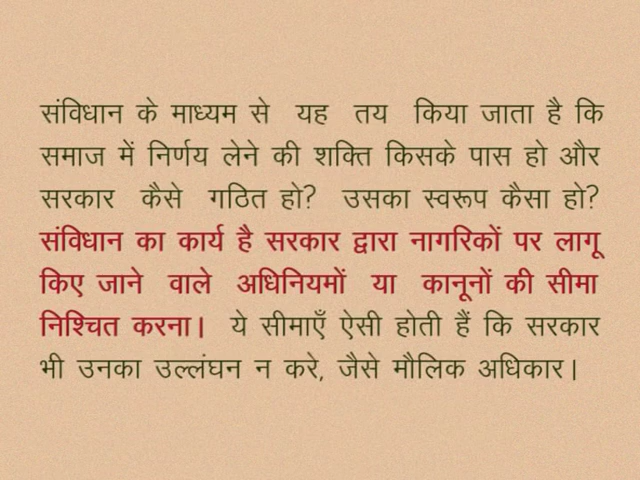 संविधान के माध्यम से यह तय किया जाता है कि
समाज में निर्णय लेने की शक्ति किसके पास हो और
सरकार कैसे गठित हो? उसका स्वरूप कैसा हो?
संविधान का कार्य है सरकार द्वारा नागरिकों पर लागू
किए जाने वाले अधिनियमों या कानूनों की सीमा
निश्चित करना। ये सीमाएँ ऐसी होती हैं कि सरकार
भी उनका उल्लंघन न करे, जैसे मौलिक अधिकार।